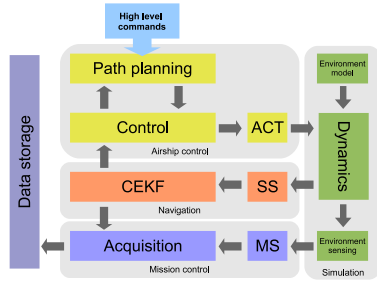 High level
commands
Path planning
Environment
model
Control
ACT
Airship control
Dynamics
Data storage
CEKF
SS
Navigation
Acquisition
MS
Environment
sensing
Mission control
Simulation